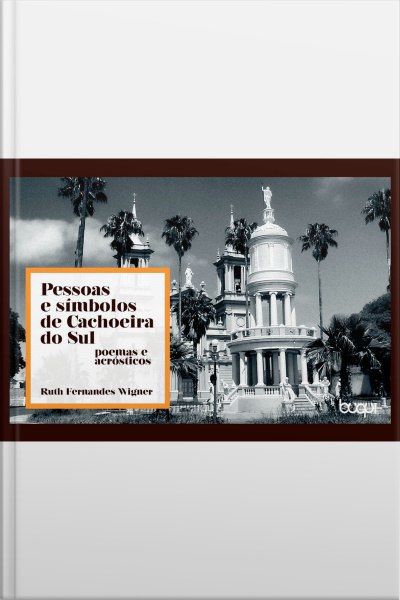 Pessoas
e símbolos
de Cachoeira
do Sul
poemas e
acrósticos
Ruth Fernandes Wigner
buqui